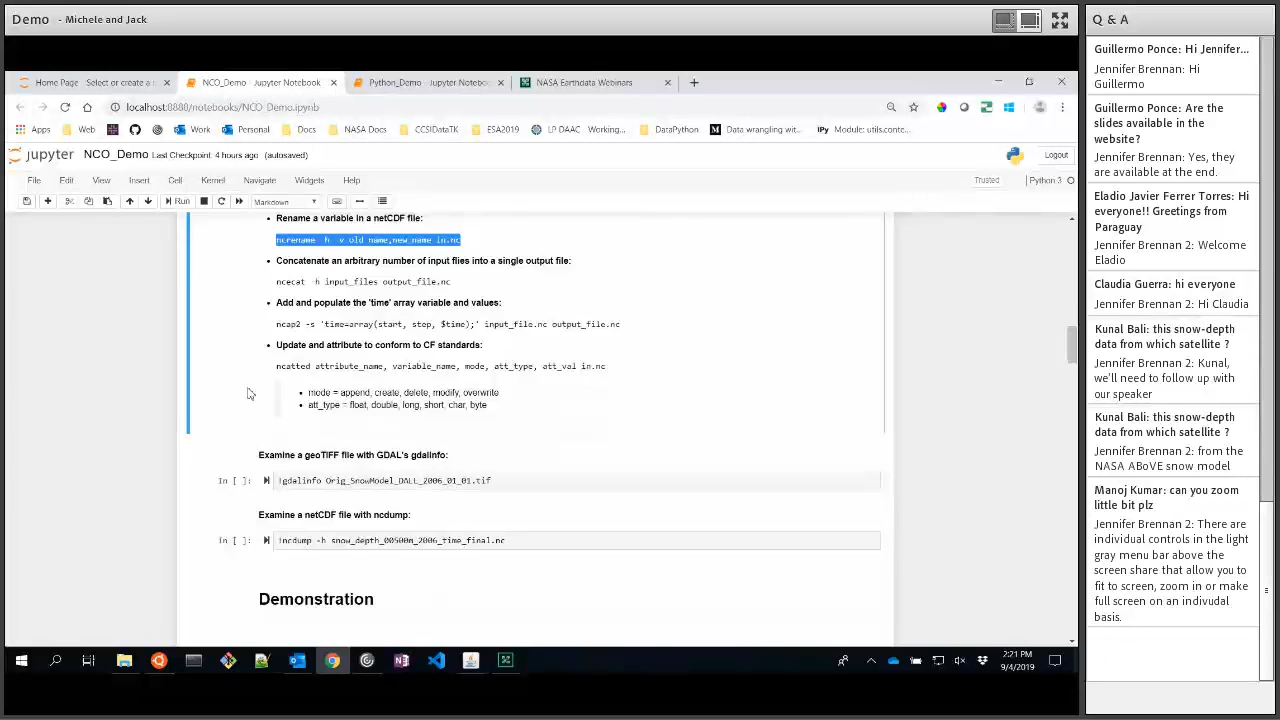 Demo - Michele and Jack
Home Page Select or create a
NCO_Demo - Jupyter Notebook
Python_Demo - Jupyter Notebook
NASA Earthdata Webinars
localhost:8888/notebooks/NCO_Demo.ipynb
Apps Web Work Personal Docs NASA Docs CCSIDataTK ESA2019 LP DAAC Working... DataPython Data wrangling wit... IPy Module: utils.conte...
jupyter NCO_Demo Last Checkpoint: 4 hours ago (autosaved) Logout
File Edit View Insert Cell Kernel Navigate Widgets Help Trusted Python 3
Run Markdown
• Rename a variable in a netCDF file:
ncrename -h -v old_name,new_name in.nc
• Concatenate an arbitrary number of input files into a single output file:
ncecat -h input_files output_file.nc
• Add and populate the 'time' array variable and values:
ncap2 -s 'time=array(start, step, $time);' input_file.nc output_file.nc
• Update and attribute to conform to CF standards:
ncatted attribute_name, variable_name, mode, att_type, att_val in.nc
• mode = append, create, delete, modify, overwrite
• att_type = float, double, long, short, char, byte
Examine a geoTIFF file with GDAL's gdalinfo:
In [ ]: !gdalinfo Orig_SnowModel_DALL_2006_01_01.tif
Examine a netCDF file with ncdump:
In [ ]: !ncdump -h snow_depth_00500m_2006_time_final.nc
Demonstration
2:21 PM
9/4/2019
Q & A
Guillermo Ponce: Hi Jennifer...
Jennifer Brennan: Hi
Guillermo
Guillermo Ponce: Are the
slides available in the
website?
Jennifer Brennan: Yes, they
are available at the end.
Eladio Javier Ferrer Torres: Hi
everyone!! Greetings from
Paraguay
Jennifer Brennan 2: Welcome
Eladio
Claudia Guerra: hi everyone
Jennifer Brennan 2: Hi Claudia
Kunal Bali: this snow-depth
data from which satellite ?
Jennifer Brennan 2: Kunal,
we'll need to follow up with
our speaker
Kunal Bali: this snow-depth
data from which satellite ?
Jennifer Brennan 2: from the
NASA ABoVE snow model
Manoj Kumar: can you zoom
little bit plz
Jennifer Brennan 2: There are
individual controls in the light
gray menu bar above the
screen share that allow you to
fit to screen, zoom in or make
full screen on an indivudal
basis.